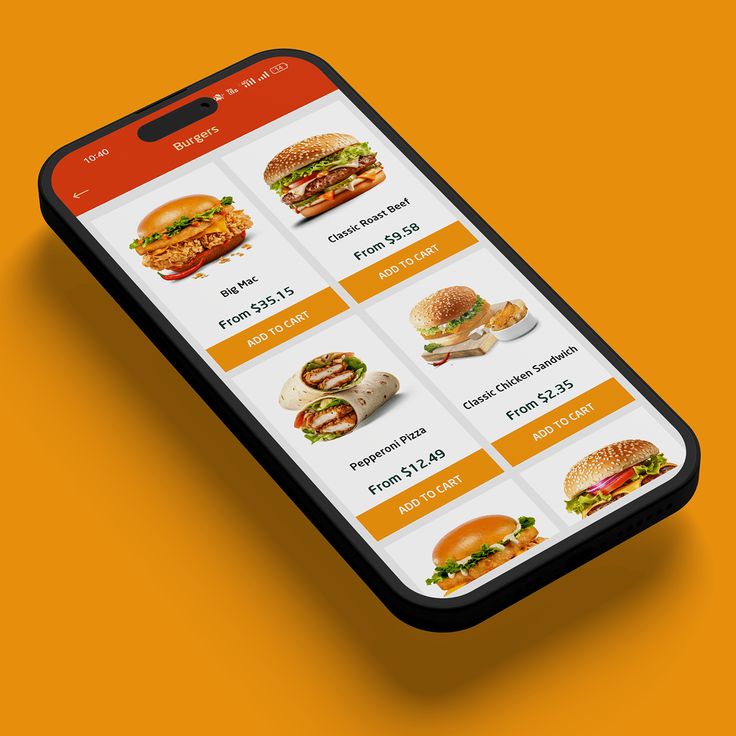 10:40
14
Burgers
Big Mac
From $35.15
ADD TO CART
Classic Roast Beef
From $9.58
ADD TO CART
Pepperoni Pizza
From $12.49
ADD TO CART
Classic Chicken Sandwich
From $2.35
ADD TO CART